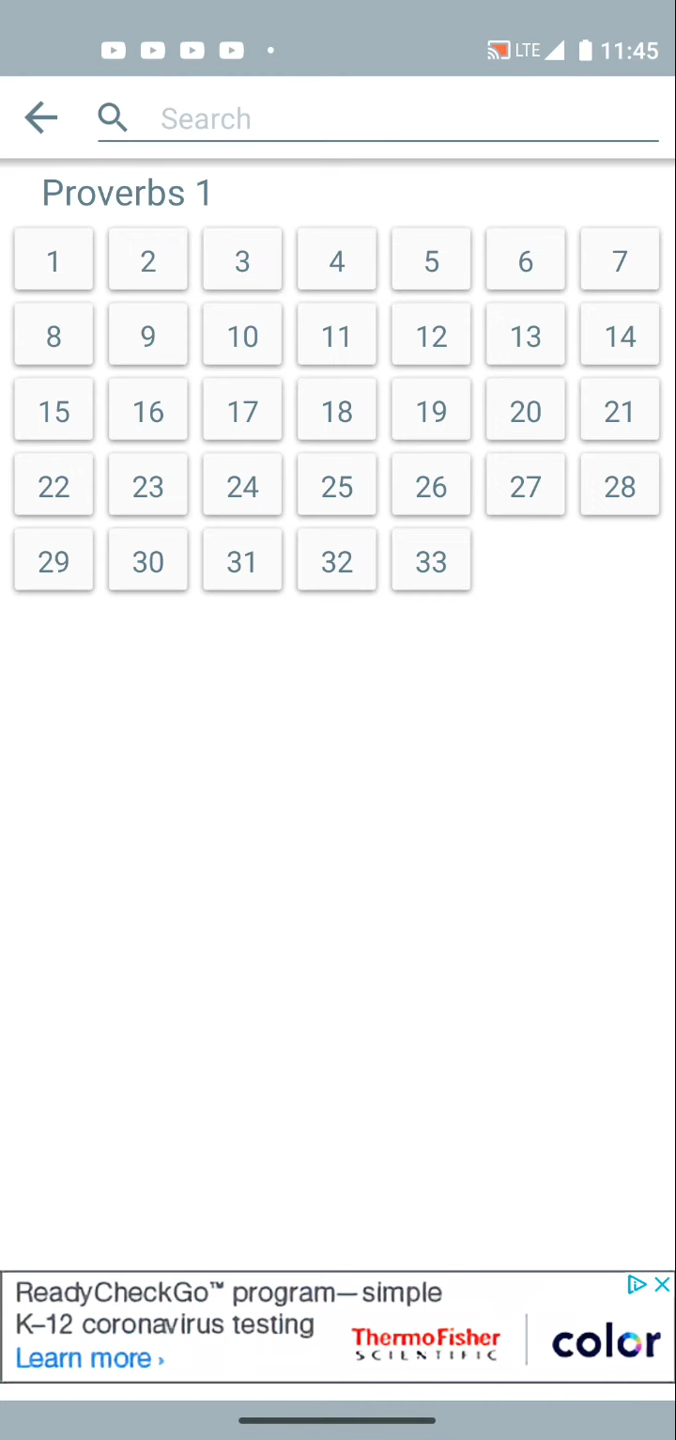 LTE 11:45
Search
Proverbs 1
1 2 3 4 5 6 7
8 9 10 11 12 13 14
15 16 17 18 19 20 21
22 23 24 25 26 27 28
29 30 31 32 33
ReadyCheckGo™ program—simple
K–12 coronavirus testing
Learn more ›
ThermoFisher
SCIENTIFIC
color